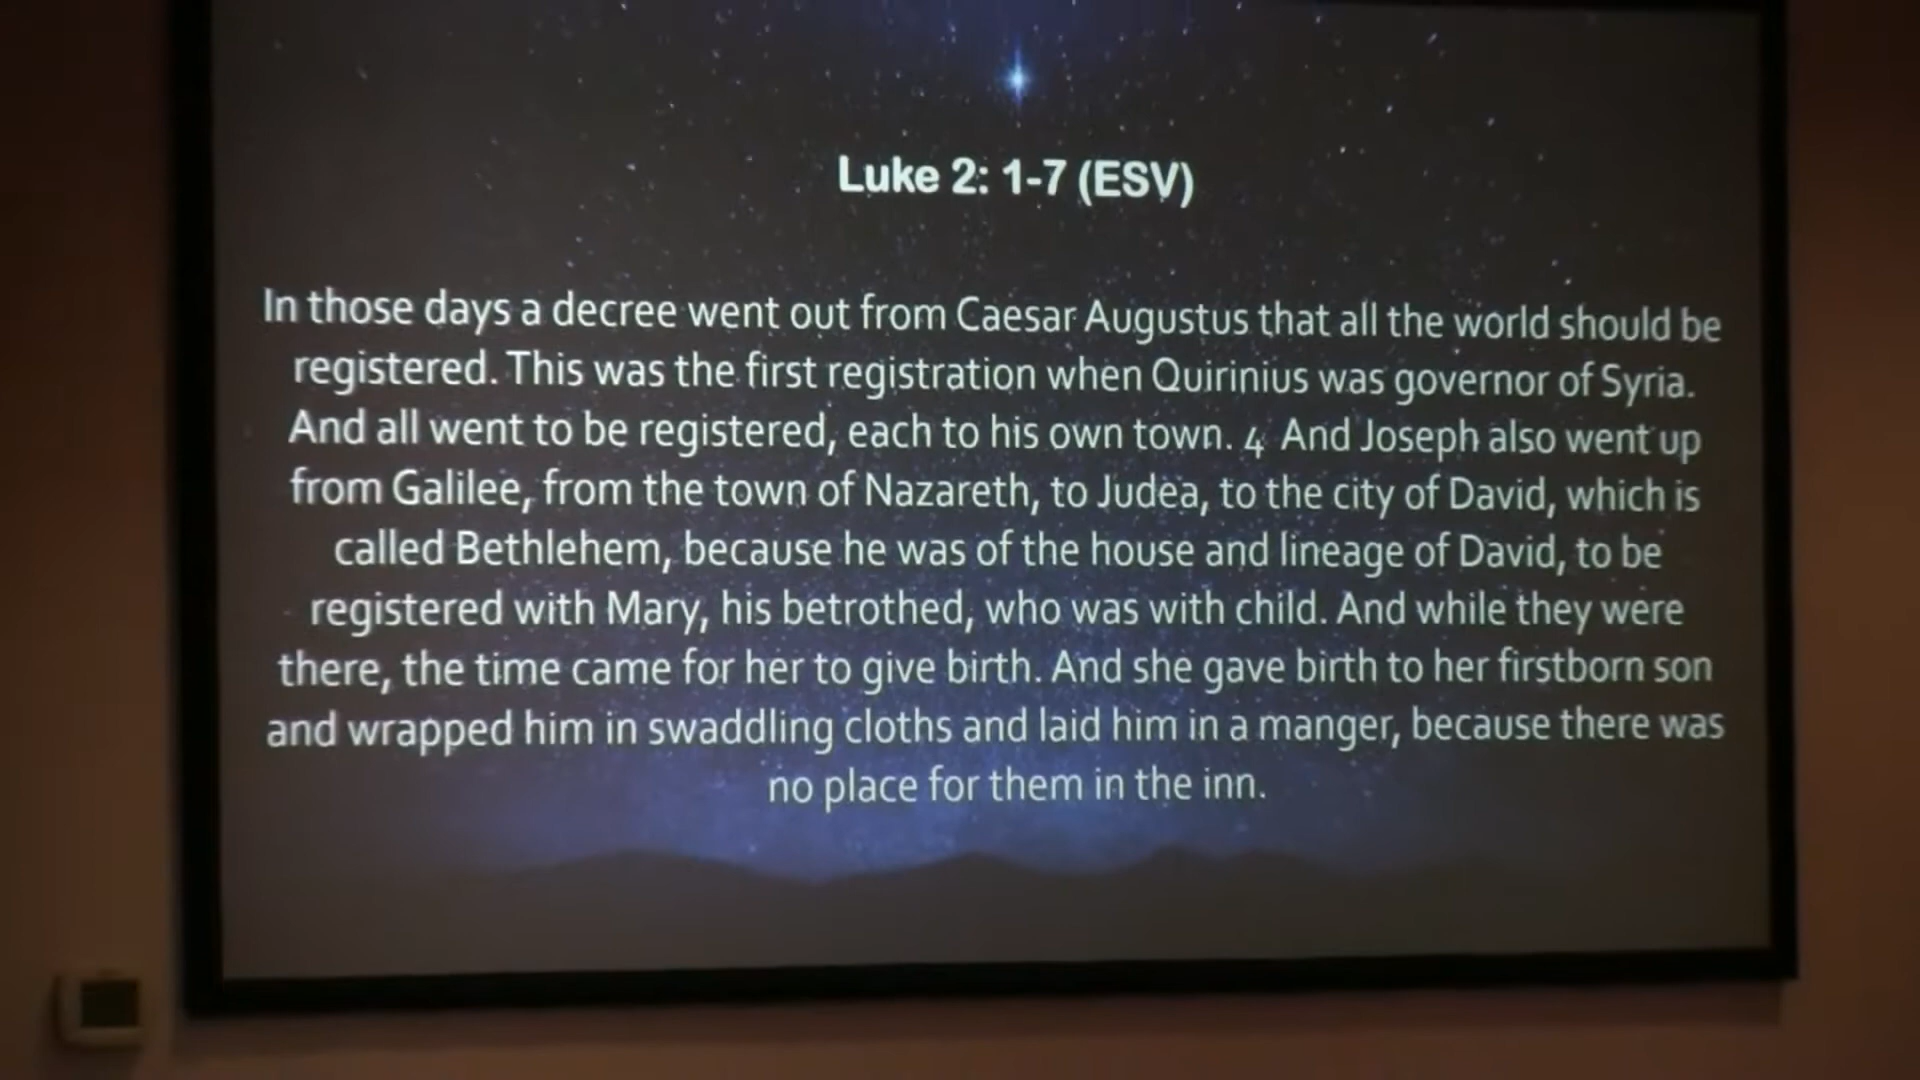 Luke 2: 1-7 (ESV)
In those days a decree went out from Caesar Augustus that all the world should be
registered. This was the first registration when Quirinius was governor of Syria.
And all went to be registered, each to his own town. 4 And Joseph also went up
from Galilee, from the town of Nazareth, to Judea, to the city of David, which is
called Bethlehem, because he was of the house and lineage of David, to be
registered with Mary, his betrothed, who was with child. And while they were
there, the time came for her to give birth. And she gave birth to her firstborn son
and wrapped him in swaddling cloths and laid him in a manger, because there was
no place for them in the inn.